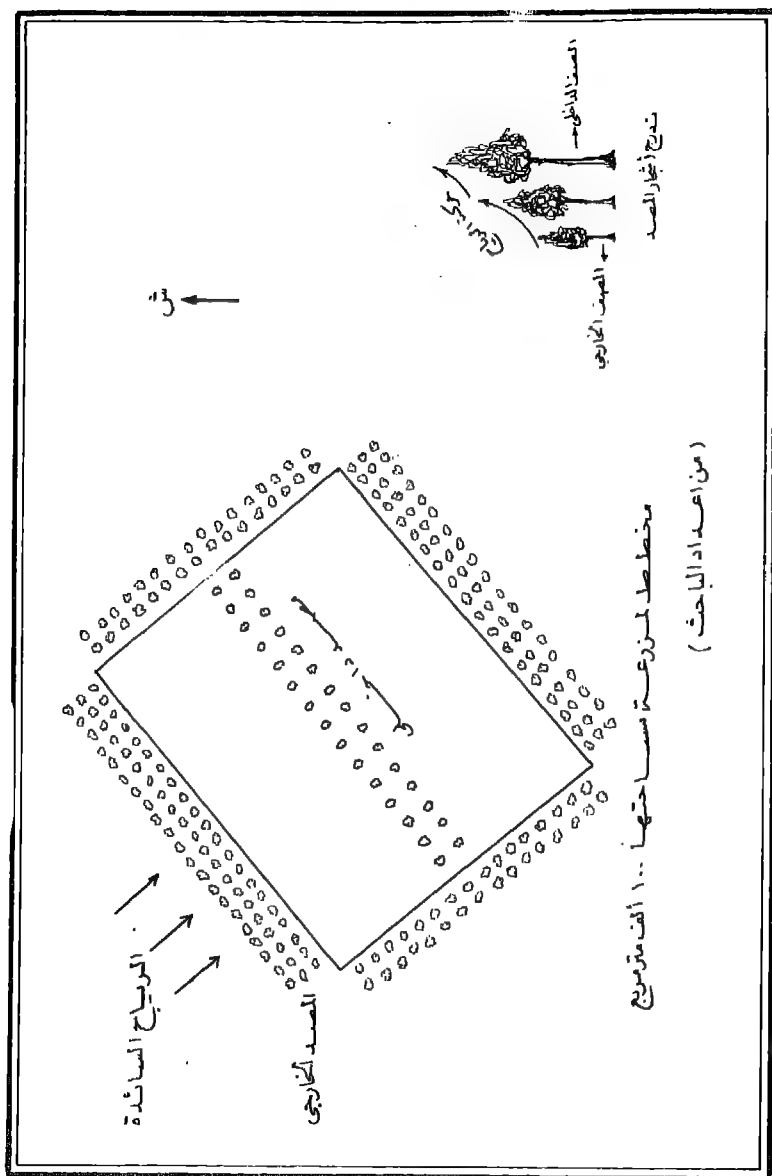 الرياح السائدة
المصد الخارجي
ش
الصف الداخلي
الصف الخارجي
تدرج أشجار المصد
مخطط لمزرعة مساحتها ١٠٠ ألف متر مربع
(من اعداد الباحث)